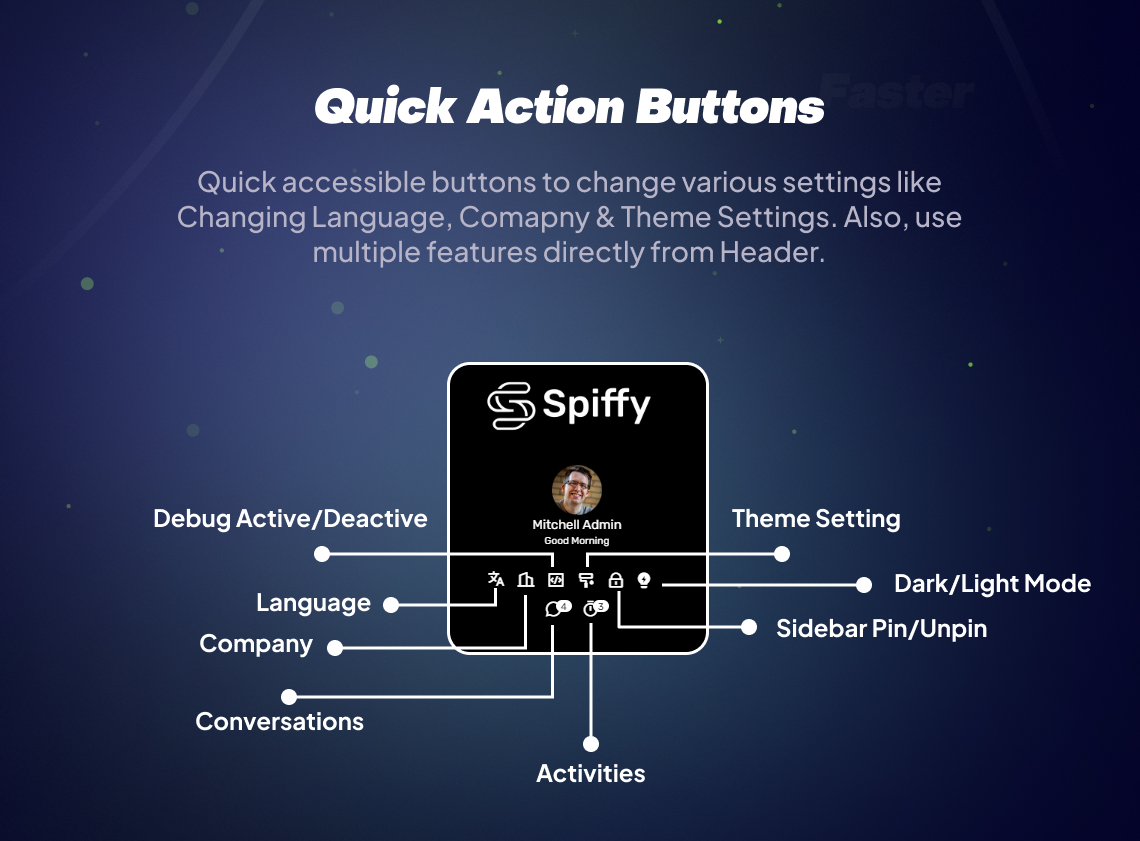 Faster
Quick Action Buttons
Quick accessible buttons to change various settings like
Changing Language, Comapny & Theme Settings. Also, use
multiple features directly from Header.
Spiffy
Mitchell Admin
Good Morning
Debug Active/Deactive
Theme Setting
Dark/Light Mode
Language
4
3
Sidebar Pin/Unpin
Company
Conversations
Activities